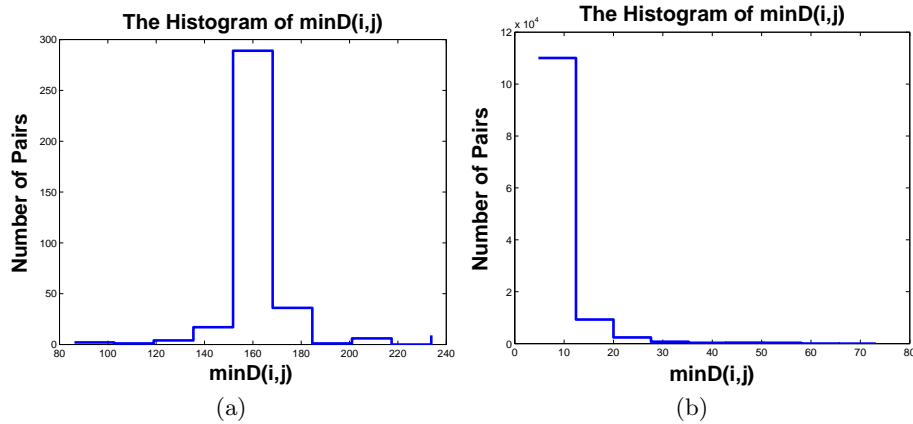 The Histogram of minD(i,j)
300
250
200
150
100
50
0
60 80 100 120 140 160 180 200 220 240
Number of Pairs
minD(i,j)
(a)
The Histogram of minD(i,j)
x 10^4
12
10
8
6
4
2
0
0 10 20 30 40 50 60 70 80
Number of Pairs
minD(i,j)
(b)